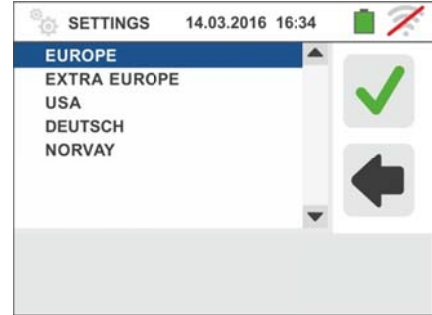 SETTINGS 14.03.2016 16:34
EUROPE
EXTRA EUROPE
USA
DEUTSCH
NORVAY